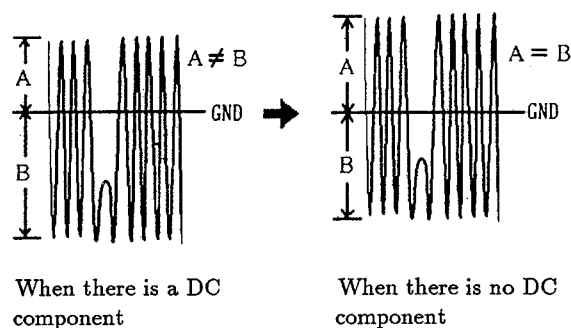 A
B
A ≠ B
GND
A
B
A = B
GND
When there is a DC
component
When there is no DC
component